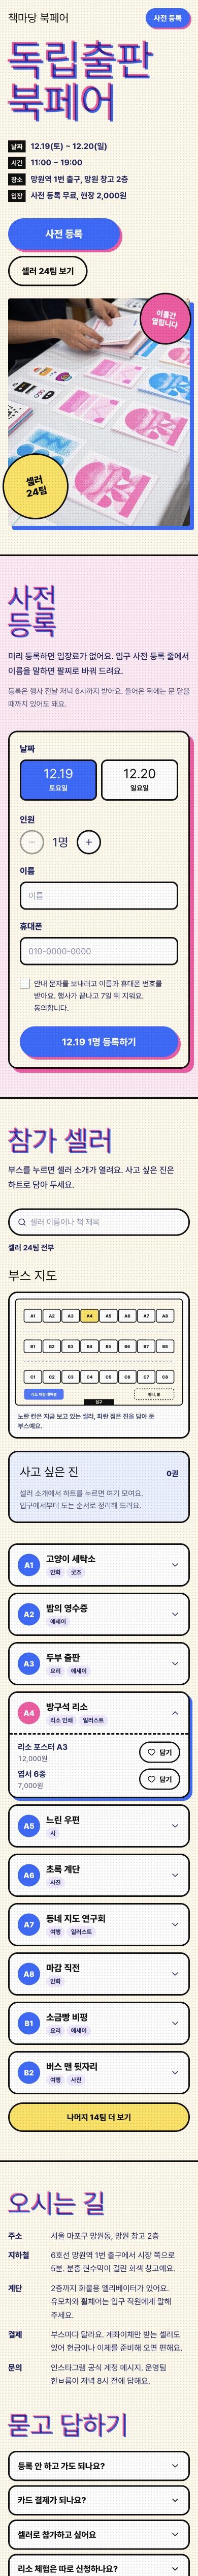 책마당 북페어
사전 등록
독립출판
북페어
날짜 12.19(토) ~ 12.20(일)
시간 11:00 ~ 19:00
장소 망원역 1번 출구, 망원 창고 2층
입장 사전 등록 무료, 현장 2,000원
사전 등록
셀러 24팀 보기
이틀간
열립니다
셀러
24팀
사전
등록
미리 등록하면 입장료가 없어요. 입구 사전 등록 줄에서
이름을 말하면 팔찌로 바꿔 드려요.
등록은 행사 전날 저녁 6시까지 받아요. 들어온 뒤에는 문 닫을
때까지 있어도 돼요.
날짜
12.19
토요일
12.20
일요일
인원
1명
이름
이름
휴대폰
010-0000-0000
안내 문자를 보내려고 이름과 휴대폰 번호를
받아요. 행사가 끝나고 7일 뒤 지워요.
동의합니다.
12.19 1명 등록하기
참가 셀러
부스를 누르면 셀러 소개가 열려요. 사고 싶은 진은
하트로 담아 두세요.
셀러 이름이나 책 제목
셀러 24팀 전부
부스 지도
A1 A2 A3 A4 A5 A6 A7 A8
B1 B2 B3 B4 B5 B6 B7 B8
C1 C2 C3 C4 C5 C6 C7 C8
리소 체험 테이블
쉼터, 물
입구
노란 칸은 지금 보고 있는 셀러, 파란 점은 진을 담아 둔
부스예요.
사고 싶은 진
0권
셀러 소개에서 하트를 누르면 여기 모여요.
입구에서부터 도는 순서로 정리해 드려요.
A1 고양이 세탁소
만화 굿즈
A2 밤의 영수증
에세이
A3 두부 출판
요리 에세이
A4 방구석 리소
리소 인쇄 일러스트
리소 포스터 A3
12,000원
담기
엽서 6종
7,000원
담기
A5 느린 우편
시
A6 초록 계단
사진
A7 동네 지도 연구회
여행 일러스트
A8 마감 직전
만화
B1 소금빵 비평
요리 에세이
B2 버스 맨 뒷자리
여행 사진
나머지 14팀 더 보기
오시는 길
주소 서울 마포구 망원동, 망원 창고 2층
지하철 6호선 망원역 1번 출구에서 시장 쪽으로
5분. 분홍 현수막이 걸린 회색 창고예요.
계단 2층까지 화물용 엘리베이터가 있어요.
유모차와 휠체어는 입구 직원에게 말해
주세요.
결제 부스마다 달라요. 계좌이체만 받는 셀러도
있어 현금이나 이체를 준비해 오면 편해요.
문의 인스타그램 공식 계정 메시지. 운영팀
한ㅂ름이 저녁 8시 전에 답해요.
묻고 답하기
등록 안 하고 가도 되나요?
카드 결제가 되나요?
셀러로 참가하고 싶어요
리소 체험은 따로 신청하나요?